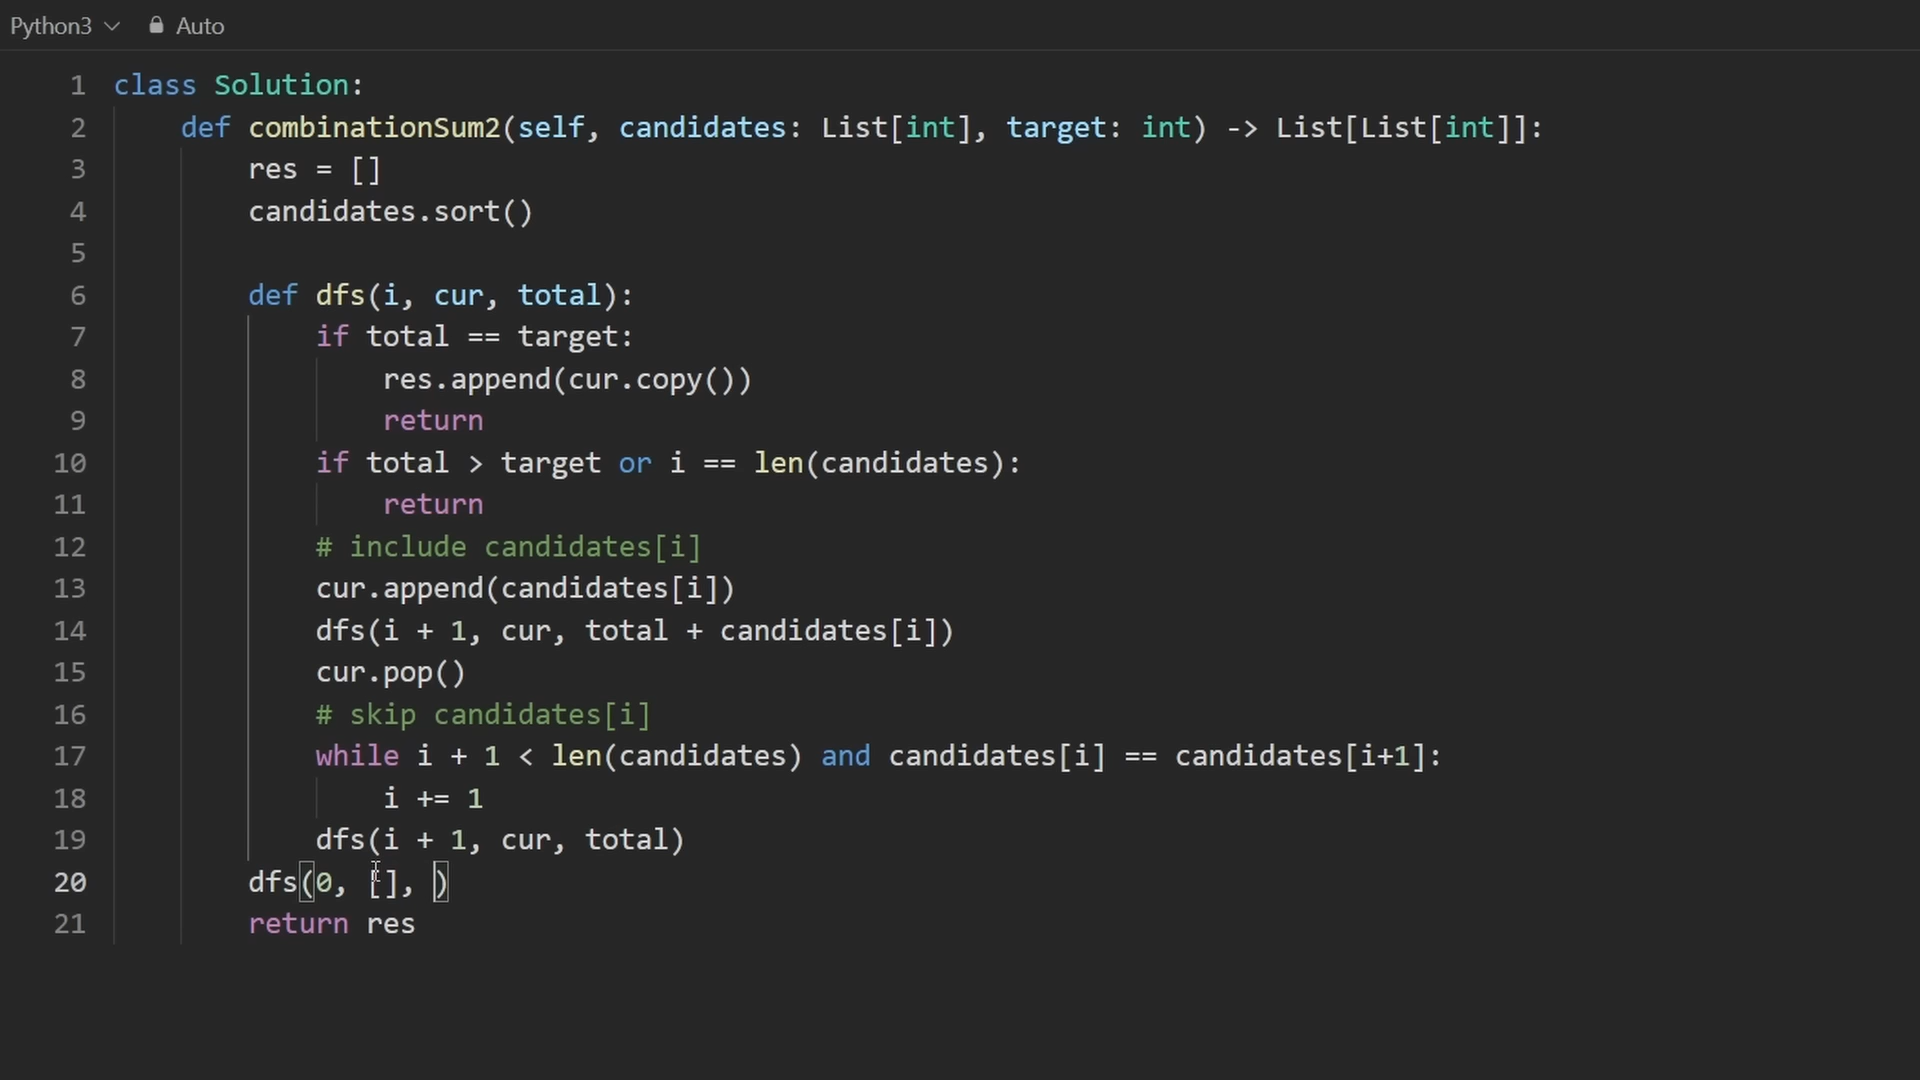 Python3 Auto
1 class Solution:
2     def combinationSum2(self, candidates: List[int], target: int) -> List[List[int]]:
3         res = []
4         candidates.sort()
5
6         def dfs(i, cur, total):
7             if total == target:
8                 res.append(cur.copy())
9                 return
10             if total > target or i == len(candidates):
11                 return
12             # include candidates[i]
13             cur.append(candidates[i])
14             dfs(i + 1, cur, total + candidates[i])
15             cur.pop()
16             # skip candidates[i]
17             while i + 1 < len(candidates) and candidates[i] == candidates[i+1]:
18                 i += 1
19             dfs(i + 1, cur, total)
20         dfs(0, [], )
21         return res